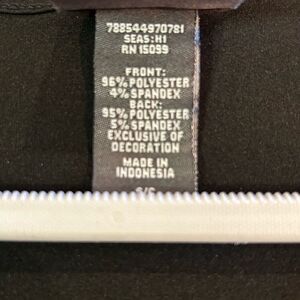 788544970781
SEAS: H1
RN 15099
FRONT:
96% POLYESTER
4% SPANDEX
BACK:
95% POLYESTER
5% SPANDEX
EXCLUSIVE OF
DECORATION
MADE IN
INDONESIA